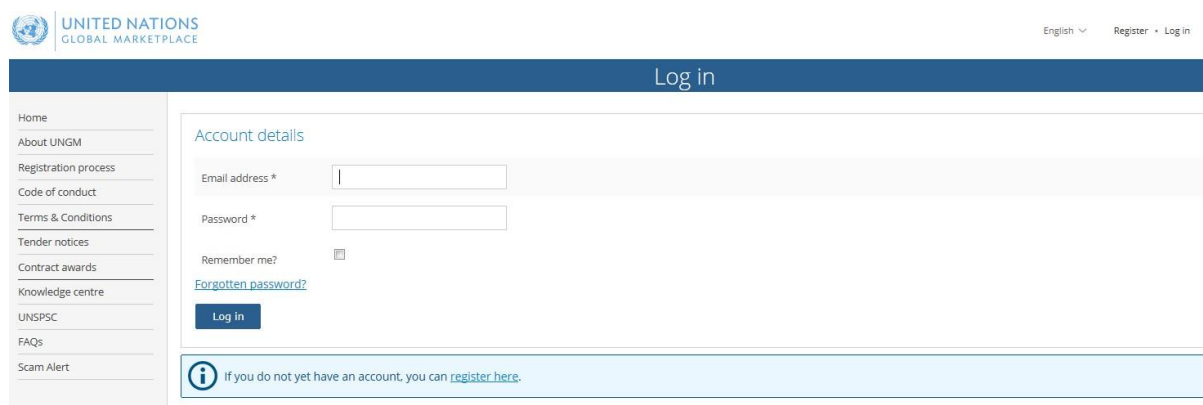 UNITED NATIONS
GLOBAL MARKETPLACE
English
Register • Log in
Log in
Home
About UNGM
Registration process
Code of conduct
Terms & Conditions
Tender notices
Contract awards
Knowledge centre
UNSPSC
FAQs
Scam Alert
Account details
Email address *
Password *
Remember me?
Forgotten password?
Log in
If you do not yet have an account, you can register here.